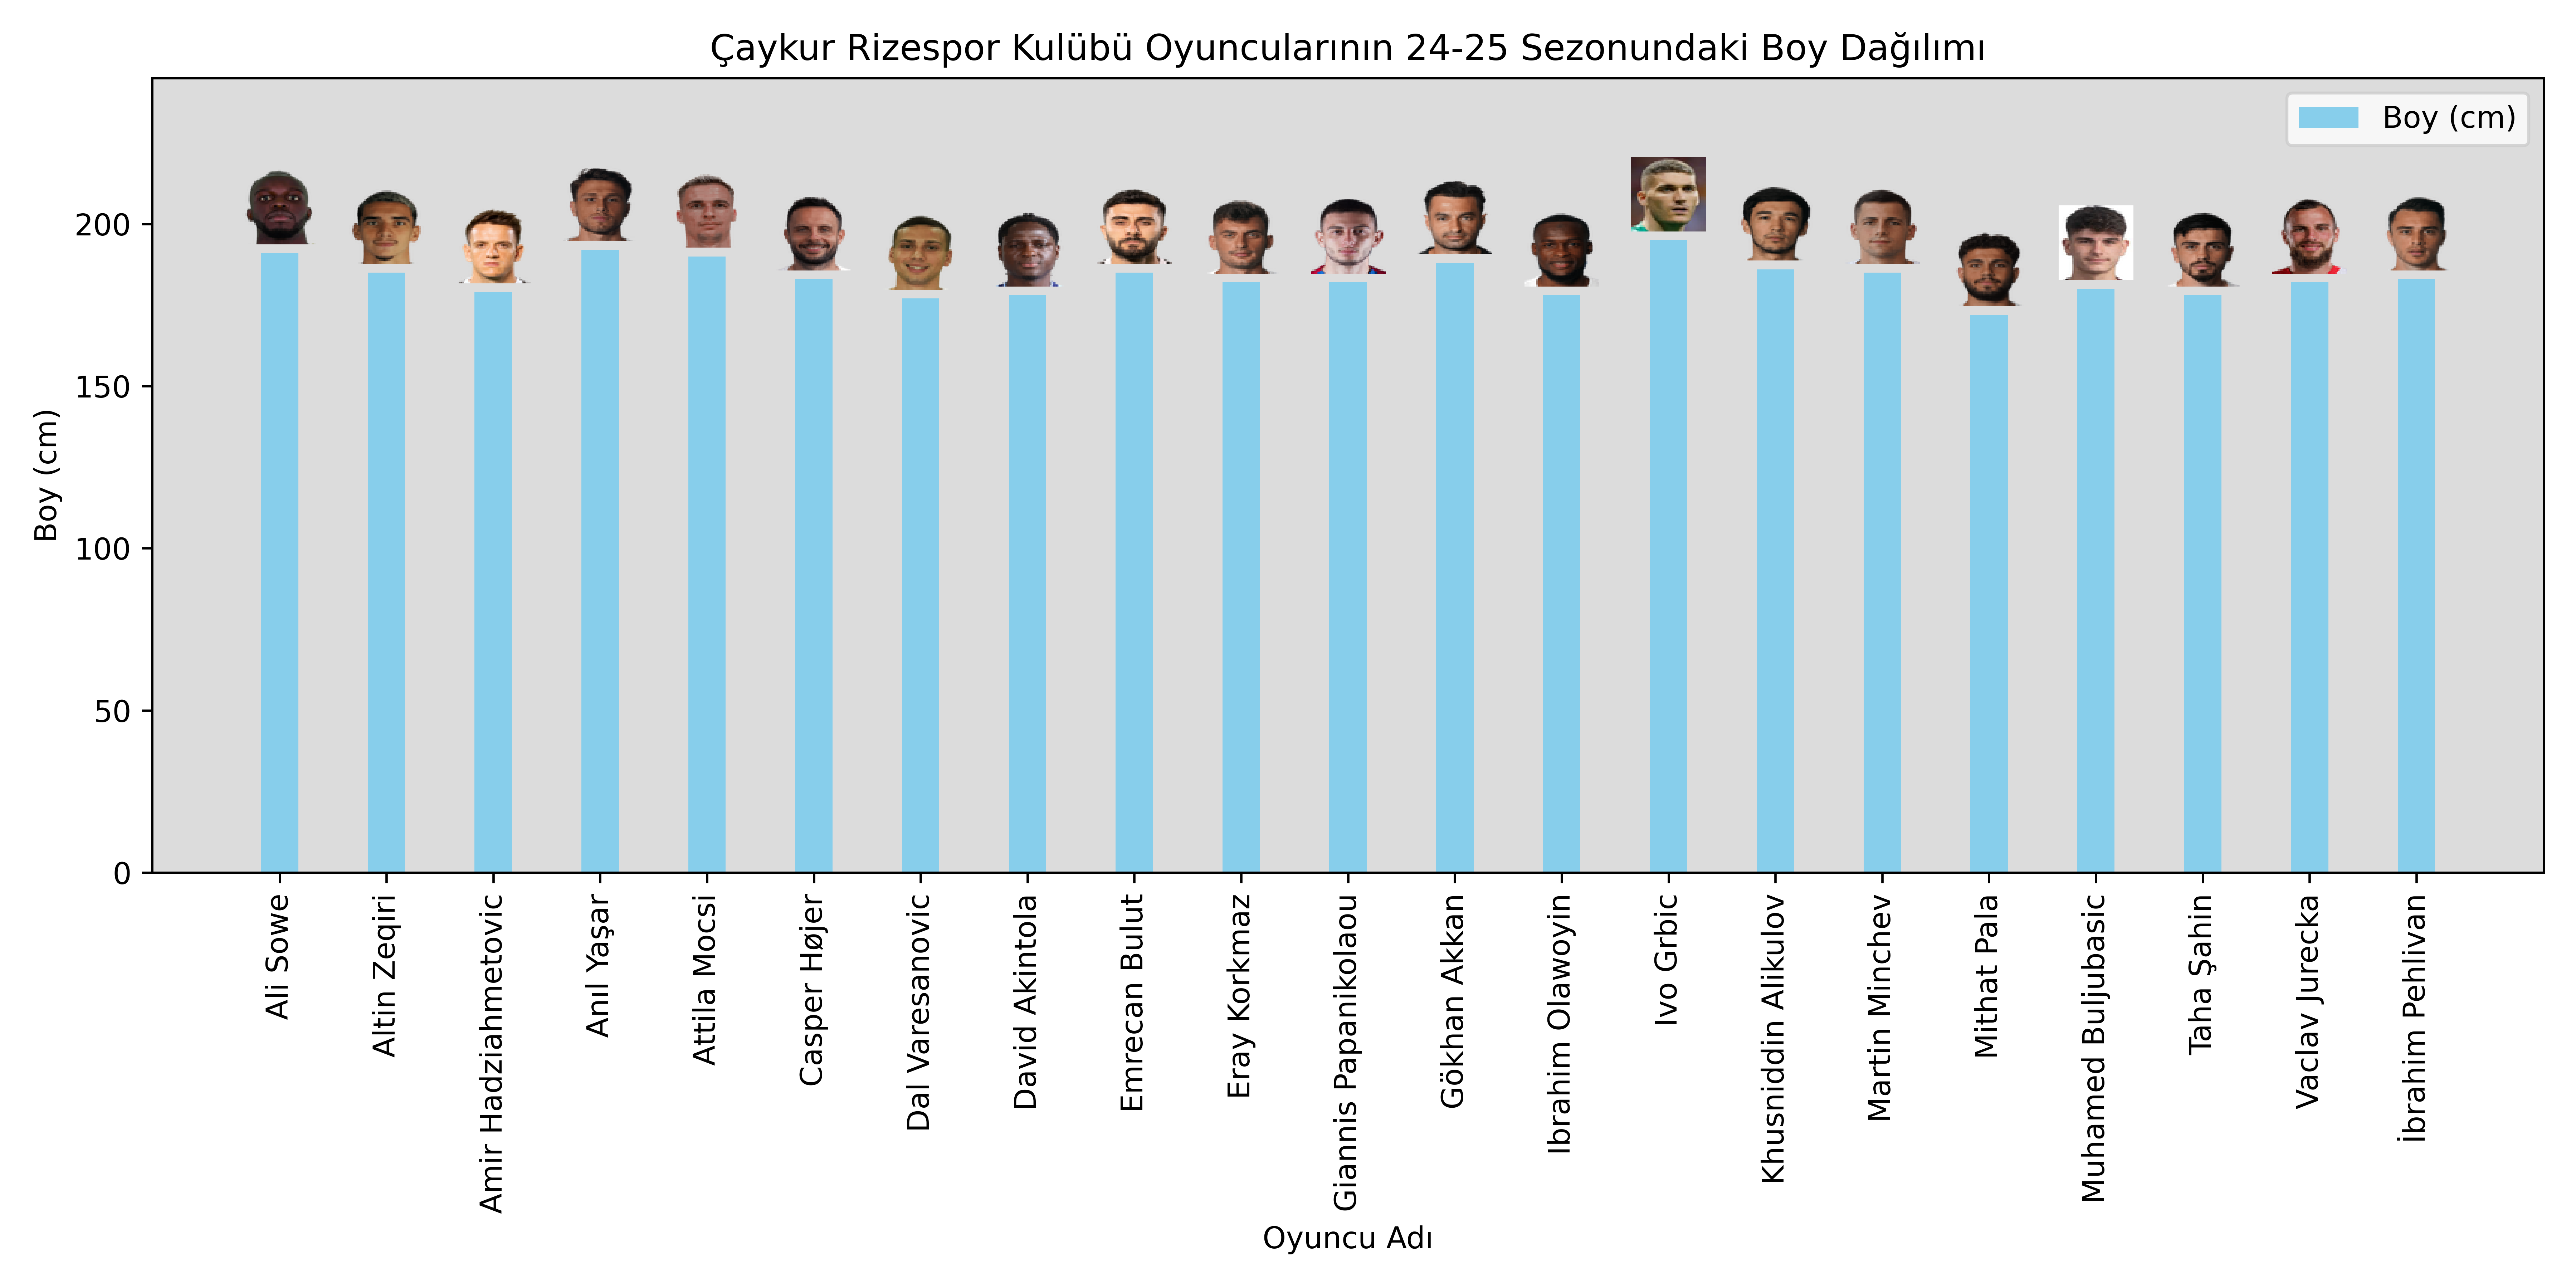 Çaykur Rizespor Kulübü Oyuncularının 24-25 Sezonundaki Boy Dağılımı
Boy (cm)
Boy (cm)
200
150
100
50
0
Ali Sowe
Altin Zeqiri
Amir Hadziahmetovic
Anıl Yaşar
Attila Mocsi
Casper Højer
Dal Varesanovic
David Akintola
Emrecan Bulut
Eray Korkmaz
Giannis Papanikolaou
Gökhan Akkan
Ibrahim Olawoyin
Ivo Grbic
Khusniddin Alikulov
Martin Minchev
Mithat Pala
Muhamed Buljubasic
Taha Şahin
Vaclav Jurecka
İbrahim Pehlivan
Oyuncu Adı